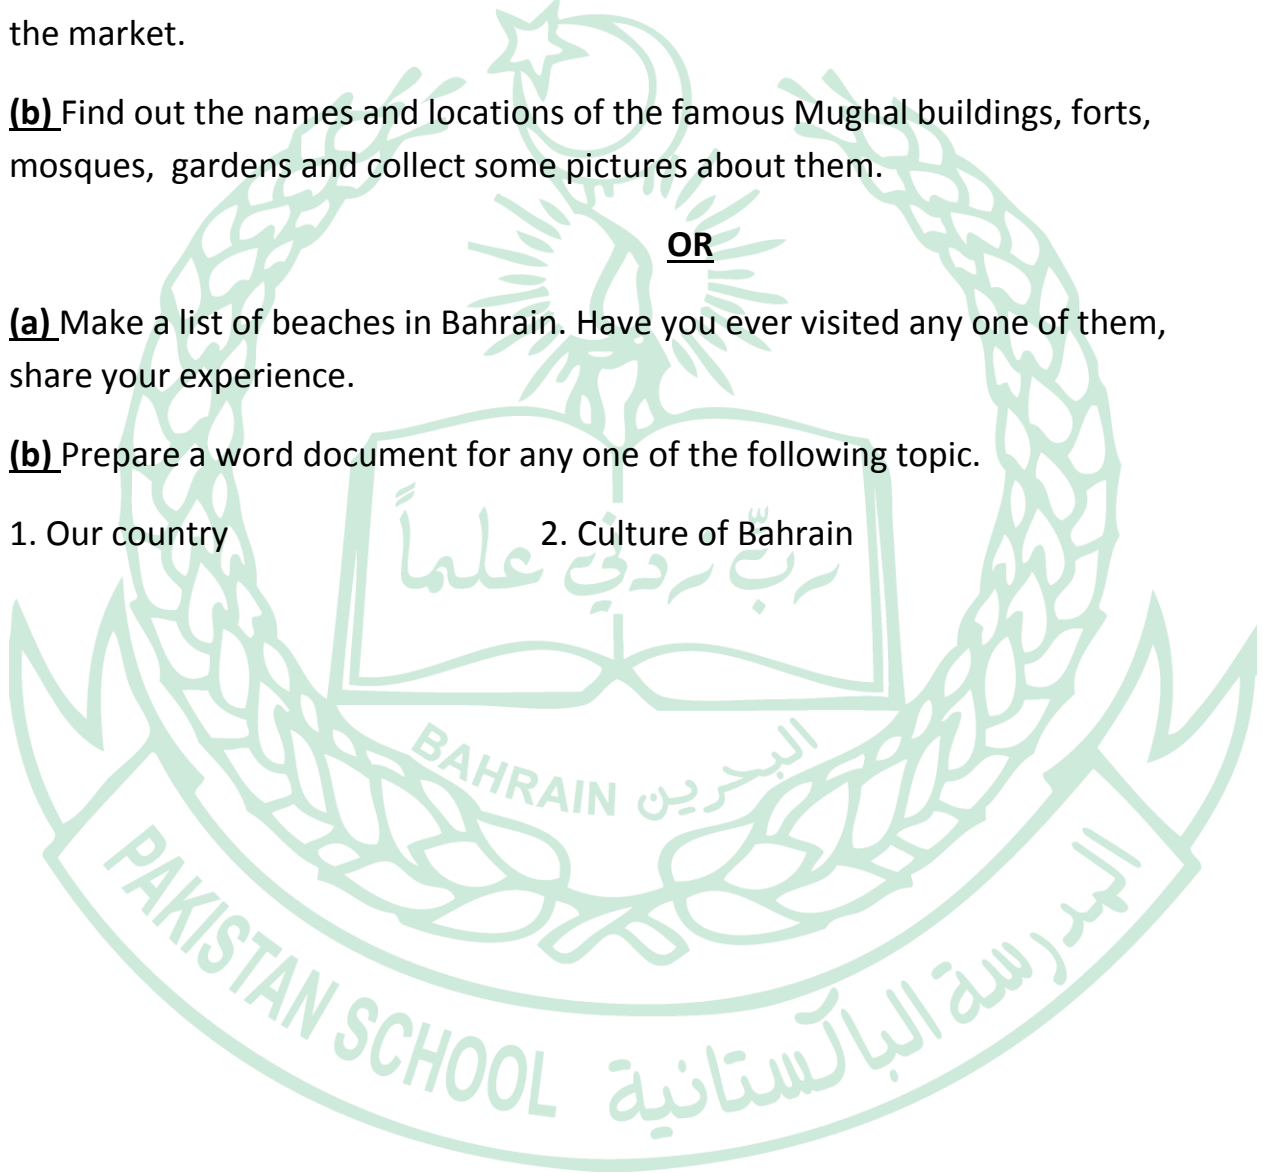 the market.
(b) Find out the names and locations of the famous Mughal buildings, forts,
mosques, gardens and collect some pictures about them.
OR
(a) Make a list of beaches in Bahrain. Have you ever visited any one of them,
share your experience.
(b) Prepare a word document for any one of the following topic.
1. Our country 2. Culture of Bahrain
ربّ زدني علماً
BAHRAIN البحرين
PAKISTAN SCHOOL المدرسة الباكستانية